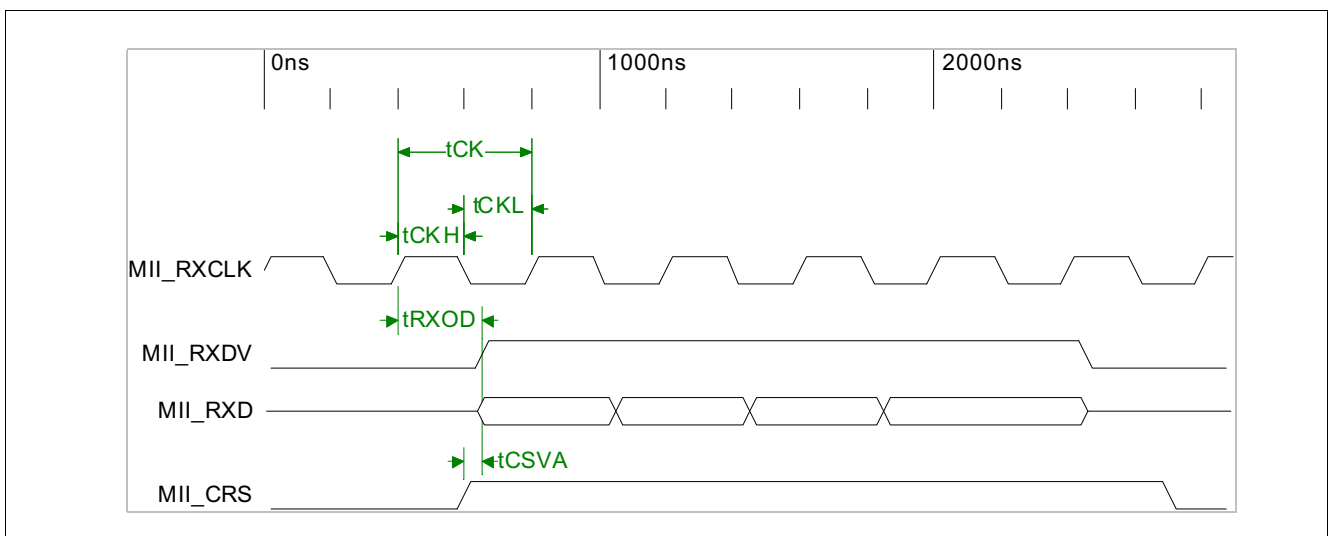 0ns 1000ns 2000ns
tCK
tCKL
tCKH
MII_RXCLK
tRXOD
MII_RXDV
MII_RXD
tCSVA
MII_CRS